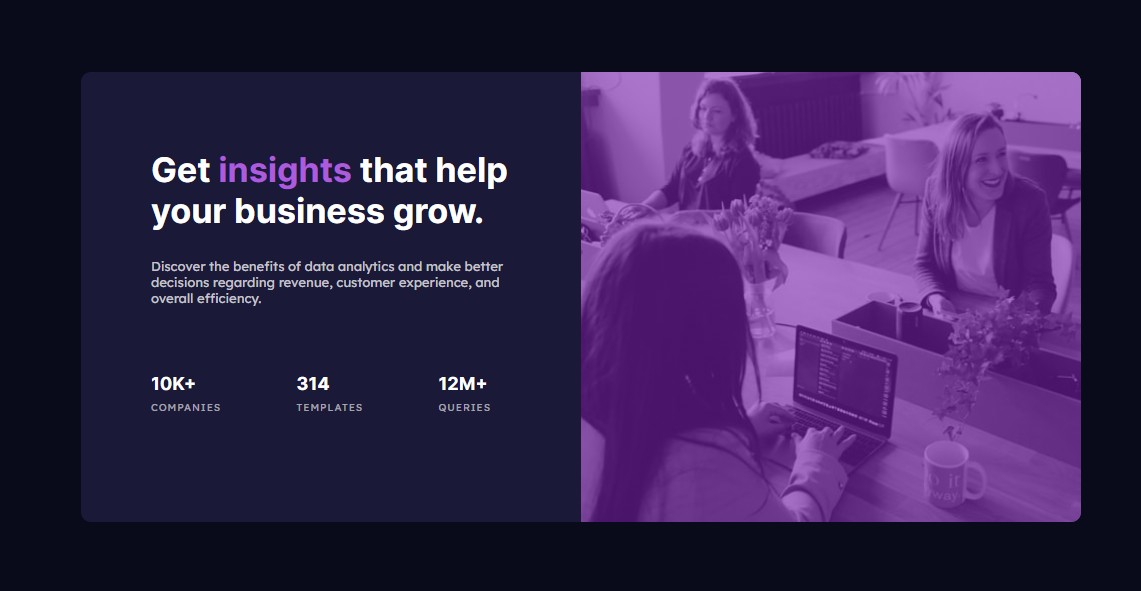 Get insights that help
your business grow.
Discover the benefits of data analytics and make better
decisions regarding revenue, customer experience, and
overall efficiency.
10K+ 314 12M+
COMPANIES TEMPLATES QUERIES
it